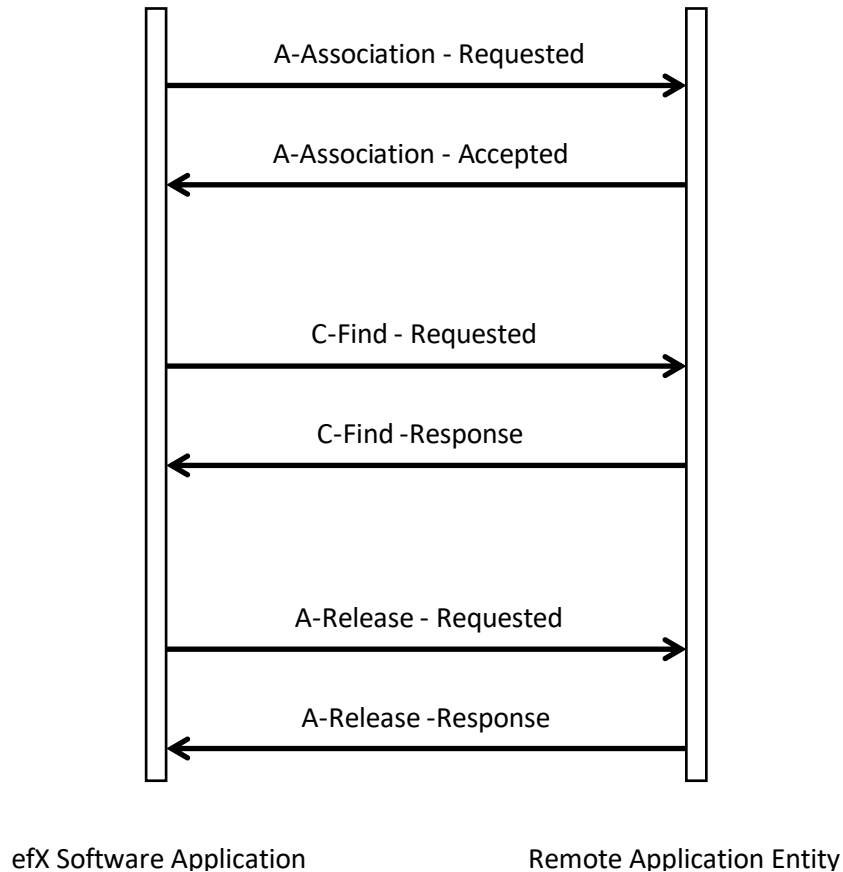 A-Association - Requested
A-Association - Accepted
C-Find - Requested
C-Find -Response
A-Release - Requested
A-Release -Response
efX Software Application
Remote Application Entity